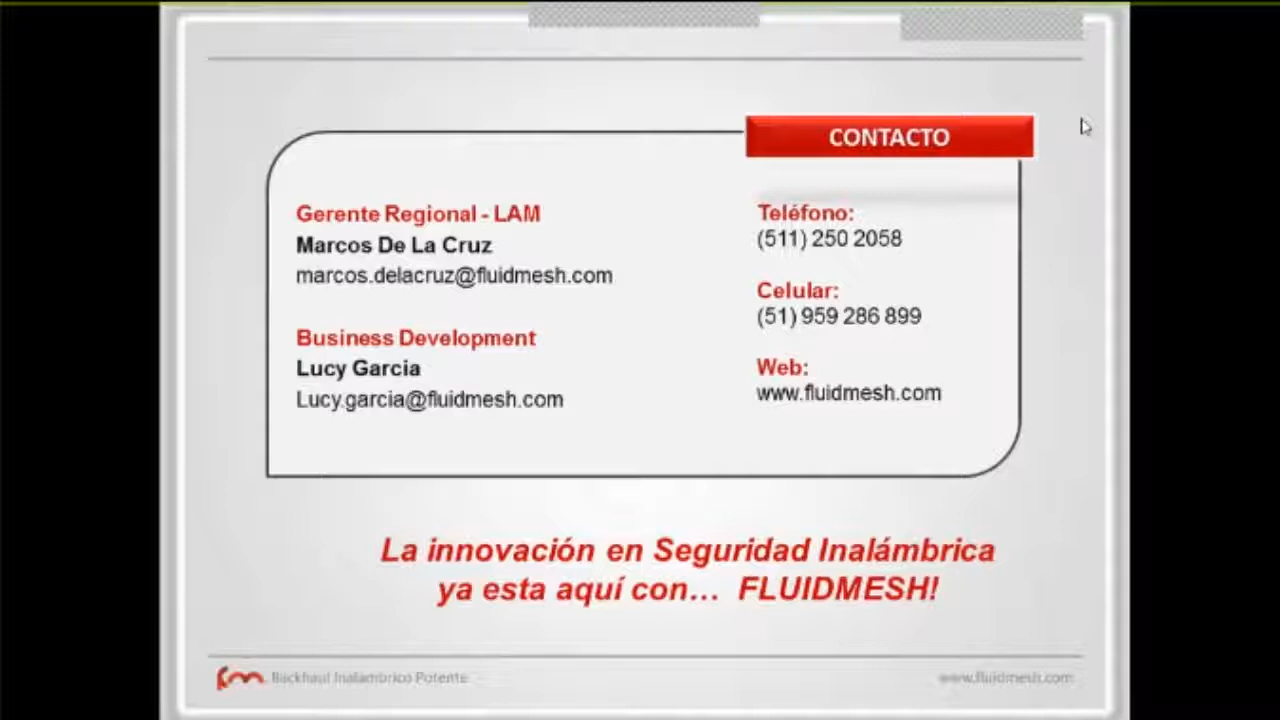 CONTACTO
Gerente Regional - LAM
Marcos De La Cruz
marcos.delacruz@fluidmesh.com
Business Development
Lucy Garcia
Lucy.garcia@fluidmesh.com
Teléfono:
(511) 250 2058
Celular:
(51) 959 286 899
Web:
www.fluidmesh.com
La innovación en Seguridad Inalámbrica
ya esta aquí con... FLUIDMESH!
fm Backhaul Inalambrico Potente
www.fluidmesh.com